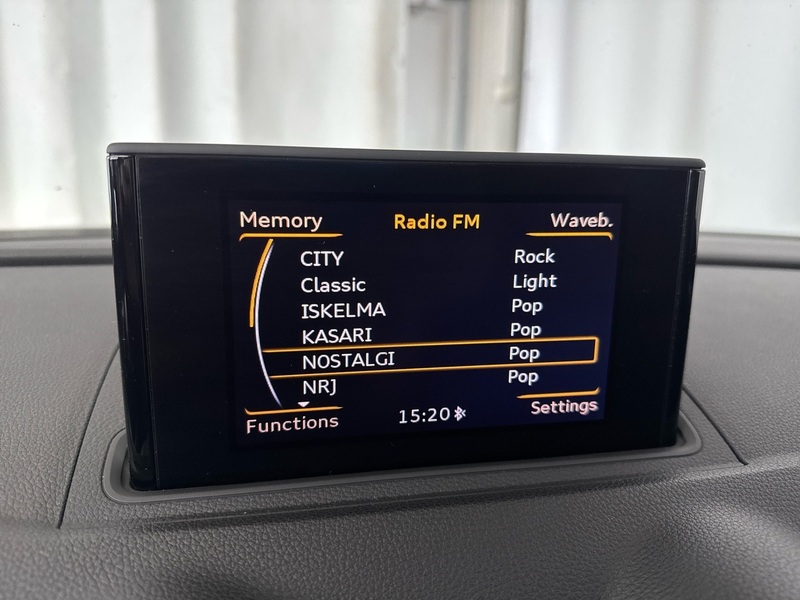 Memory Radio FM Waveb.
CITY Rock
Classic Light
ISKELMA Pop
KASARI Pop
NOSTALGI Pop
NRJ Pop
Functions 15:20 Settings